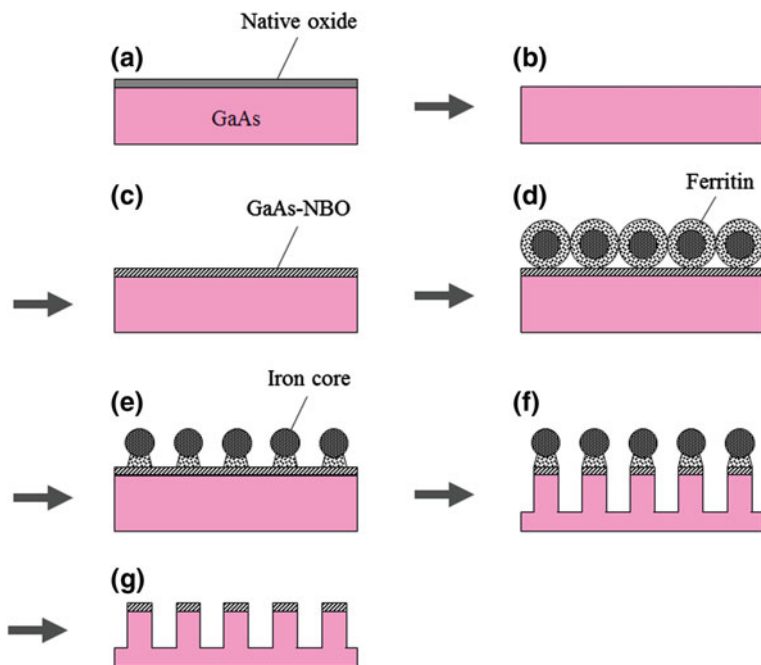 Native oxide
(a)
GaAs
(b)
(c)
GaAs-NBO
(d)
Ferritin
(e)
Iron core
(f)
(g)